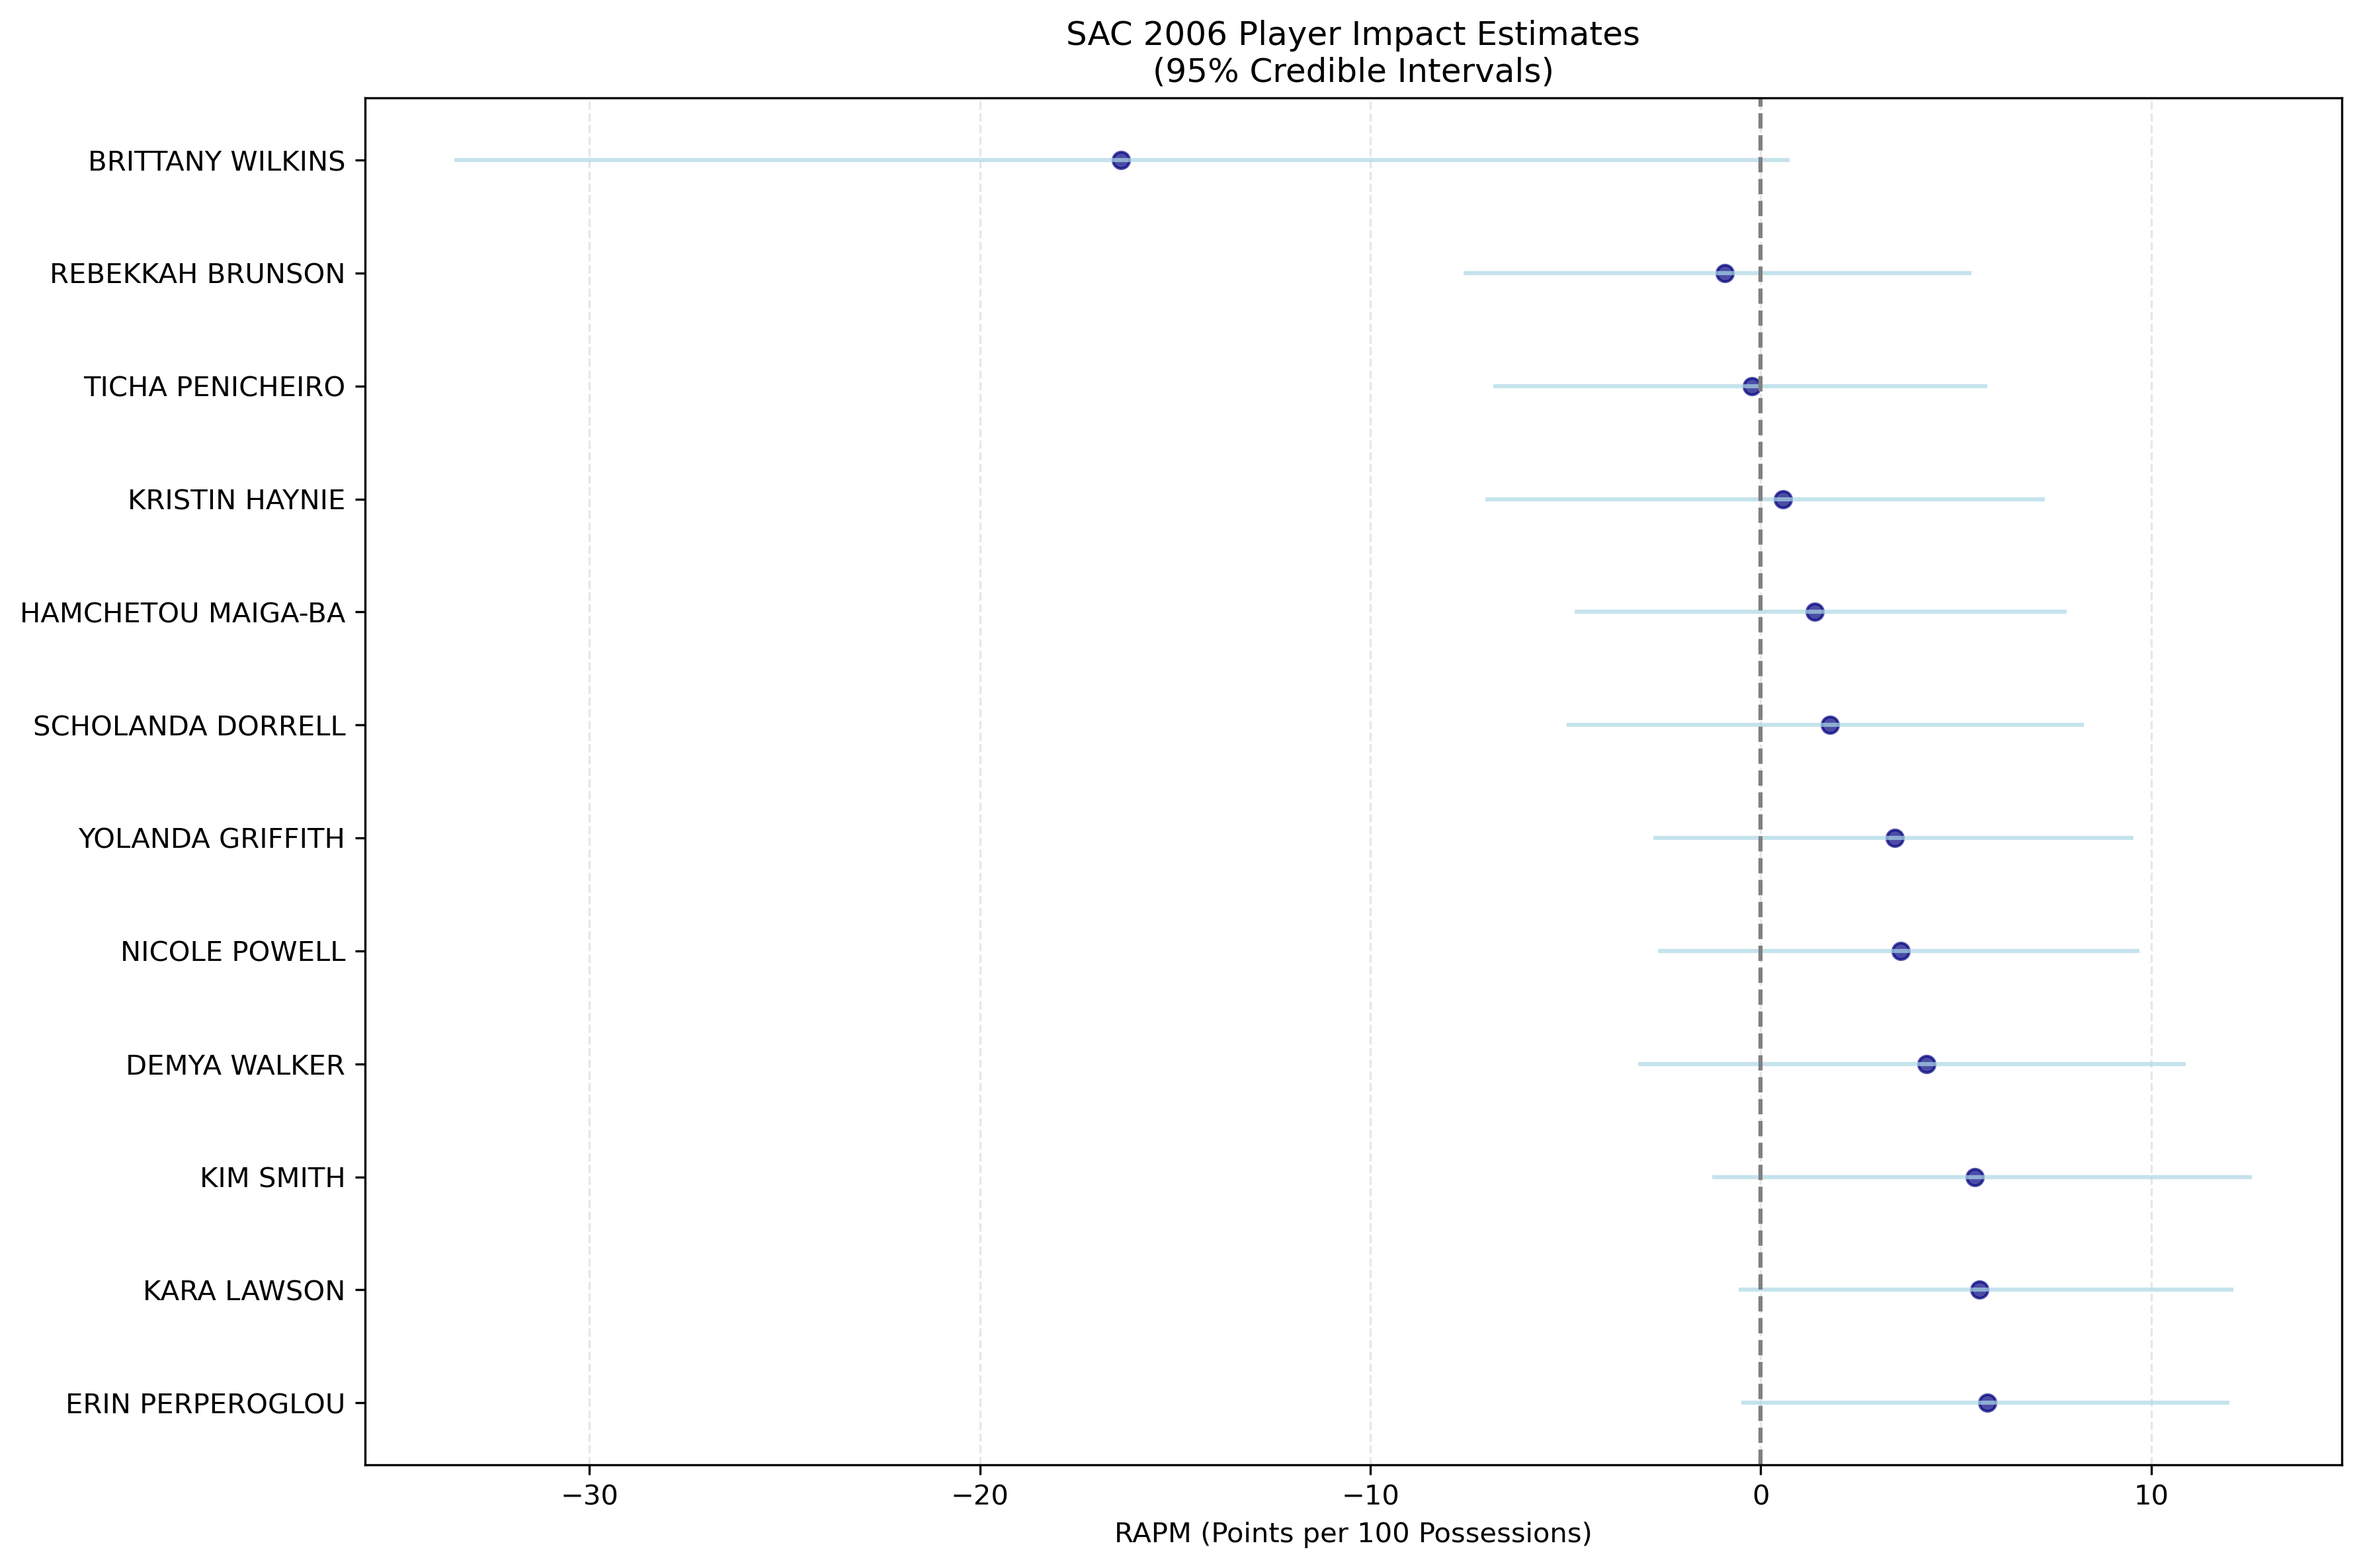 SAC 2006 Player Impact Estimates
(95% Credible Intervals)
BRITTANY WILKINS
REBEKKAH BRUNSON
TICHA PENICHEIRO
KRISTIN HAYNIE
HAMCHETOU MAIGA-BA
SCHOLANDA DORRELL
YOLANDA GRIFFITH
NICOLE POWELL
DEMYA WALKER
KIM SMITH
KARA LAWSON
ERIN PERPEROGLOU
−30 −20 −10 0 10
RAPM (Points per 100 Possessions)